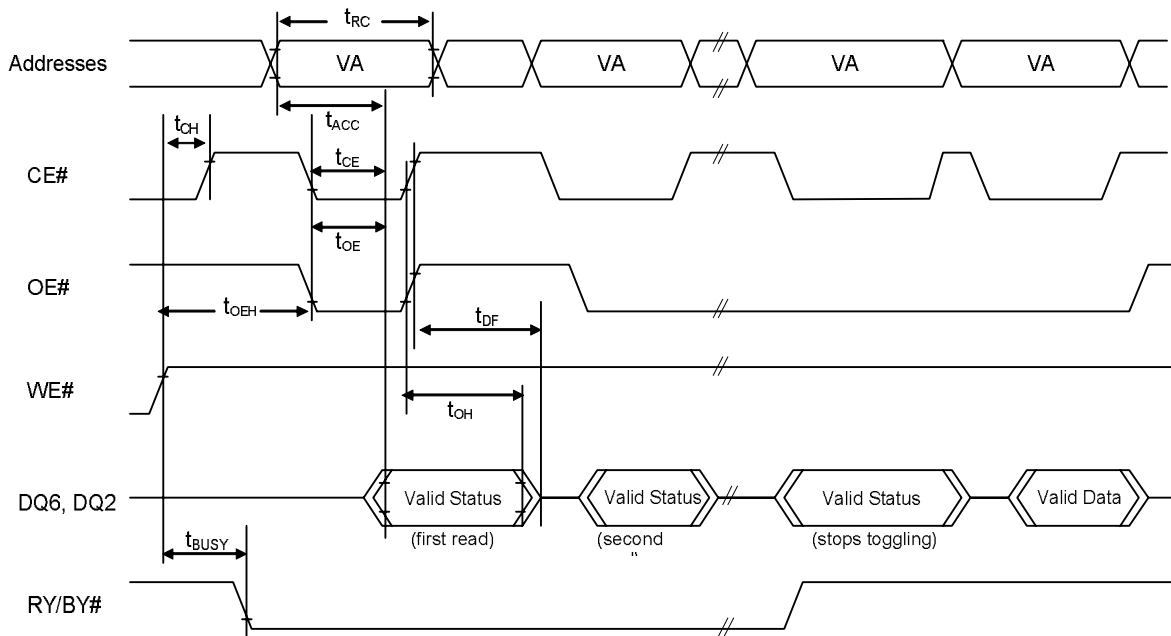 tRC
Addresses VA VA VA VA
tACC
tCH
tCE
CE#
tOE
OE#
tOEH
tDF
WE#
tOH
DQ6, DQ2 Valid Status Valid Status Valid Status Valid Data
(first read) (second (stops toggling)
tBUSY
RY/BY#